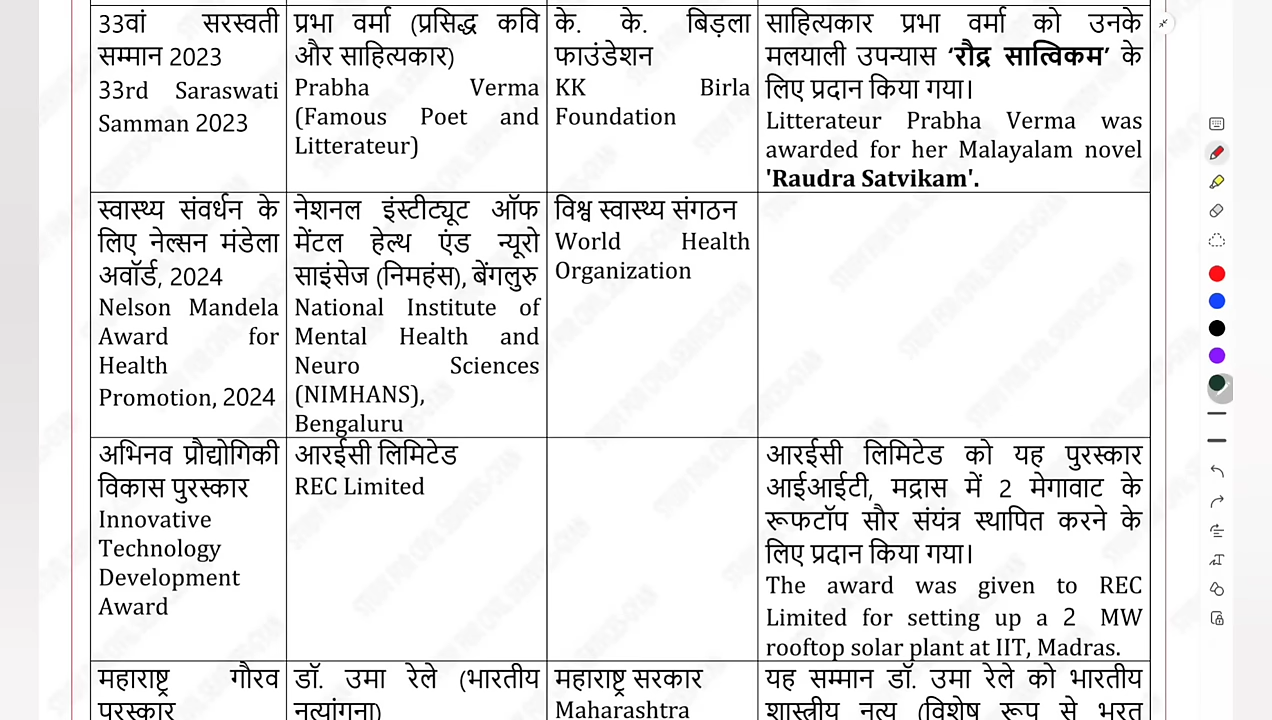 33वां सरस्वती
सम्मान 2023
33rd Saraswati
Samman 2023
प्रभा वर्मा (प्रसिद्ध कवि
और साहित्यकार)
Prabha Verma
(Famous Poet and
Litterateur)
के. के. बिड़ला
फाउंडेशन
KK Birla
Foundation
साहित्यकार प्रभा वर्मा को उनके
मलयाली उपन्यास ‘रौद्र सात्विकम’ के
लिए प्रदान किया गया।
Litterateur Prabha Verma was
awarded for her Malayalam novel
'Raudra Satvikam'.
स्वास्थ्य संवर्धन के
लिए नेल्सन मंडेला
अवॉर्ड, 2024
Nelson Mandela
Award for
Health
Promotion, 2024
नेशनल इंस्टीट्यूट ऑफ
मेंटल हेल्थ एंड न्यूरो
साइंसेज (निमहंस), बेंगलुरु
National Institute of
Mental Health and
Neuro Sciences
(NIMHANS),
Bengaluru
विश्व स्वास्थ्य संगठन
World Health
Organization
अभिनव प्रौद्योगिकी
विकास पुरस्कार
Innovative
Technology
Development
Award
आरईसी लिमिटेड
REC Limited
आरईसी लिमिटेड को यह पुरस्कार
आईआईटी, मद्रास में 2 मेगावाट के
रूफटॉप सौर संयंत्र स्थापित करने के
लिए प्रदान किया गया।
The award was given to REC
Limited for setting up a 2 MW
rooftop solar plant at IIT, Madras.
महाराष्ट्र गौरव
पुरस्कार
डॉ. उमा रेले (भारतीय
नृत्यांगना)
महाराष्ट्र सरकार
Maharashtra
यह सम्मान डॉ. उमा रेले को भारतीय
शास्त्रीय नृत्य (विशेष रूप से भरत